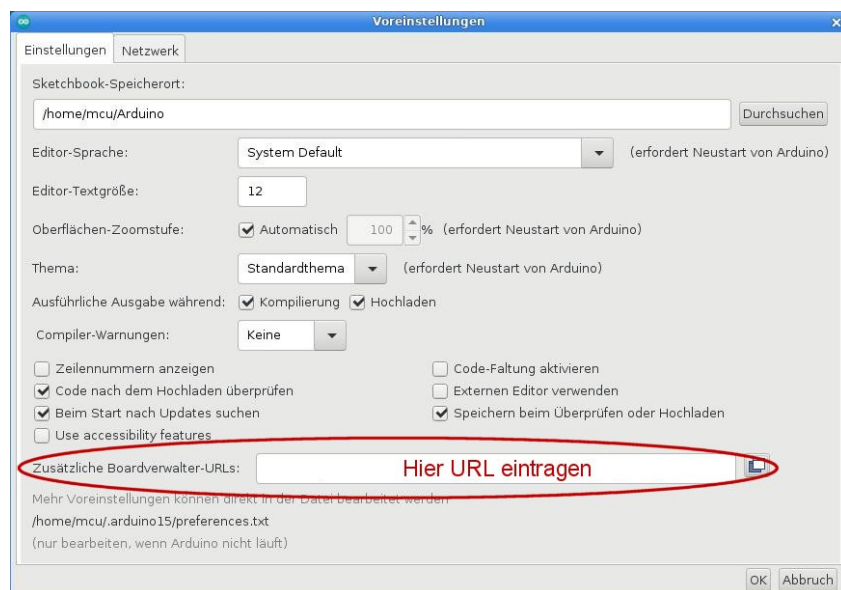 Voreinstellungen
Einstellungen Netzwerk
Sketchbook-Speicherort:
/home/mcu/Arduino Durchsuchen
Editor-Sprache: System Default (erfordert Neustart von Arduino)
Editor-Textgröße: 12
Oberflächen-Zoomstufe: Automatisch 100 % (erfordert Neustart von Arduino)
Thema: Standardthema (erfordert Neustart von Arduino)
Ausführliche Ausgabe während: Kompilierung Hochladen
Compiler-Warnungen: Keine
Zeilennummern anzeigen Code-Faltung aktivieren
Code nach dem Hochladen überprüfen Externen Editor verwenden
Beim Start nach Updates suchen Speichern beim Überprüfen oder Hochladen
Use accessibility features
Zusätzliche Boardverwalter-URLs: Hier URL eintragen
Mehr Voreinstellungen können direkt in der Datei bearbeitet werden
/home/mcu/.arduino15/preferences.txt
(nur bearbeiten, wenn Arduino nicht läuft)
OK Abbruch